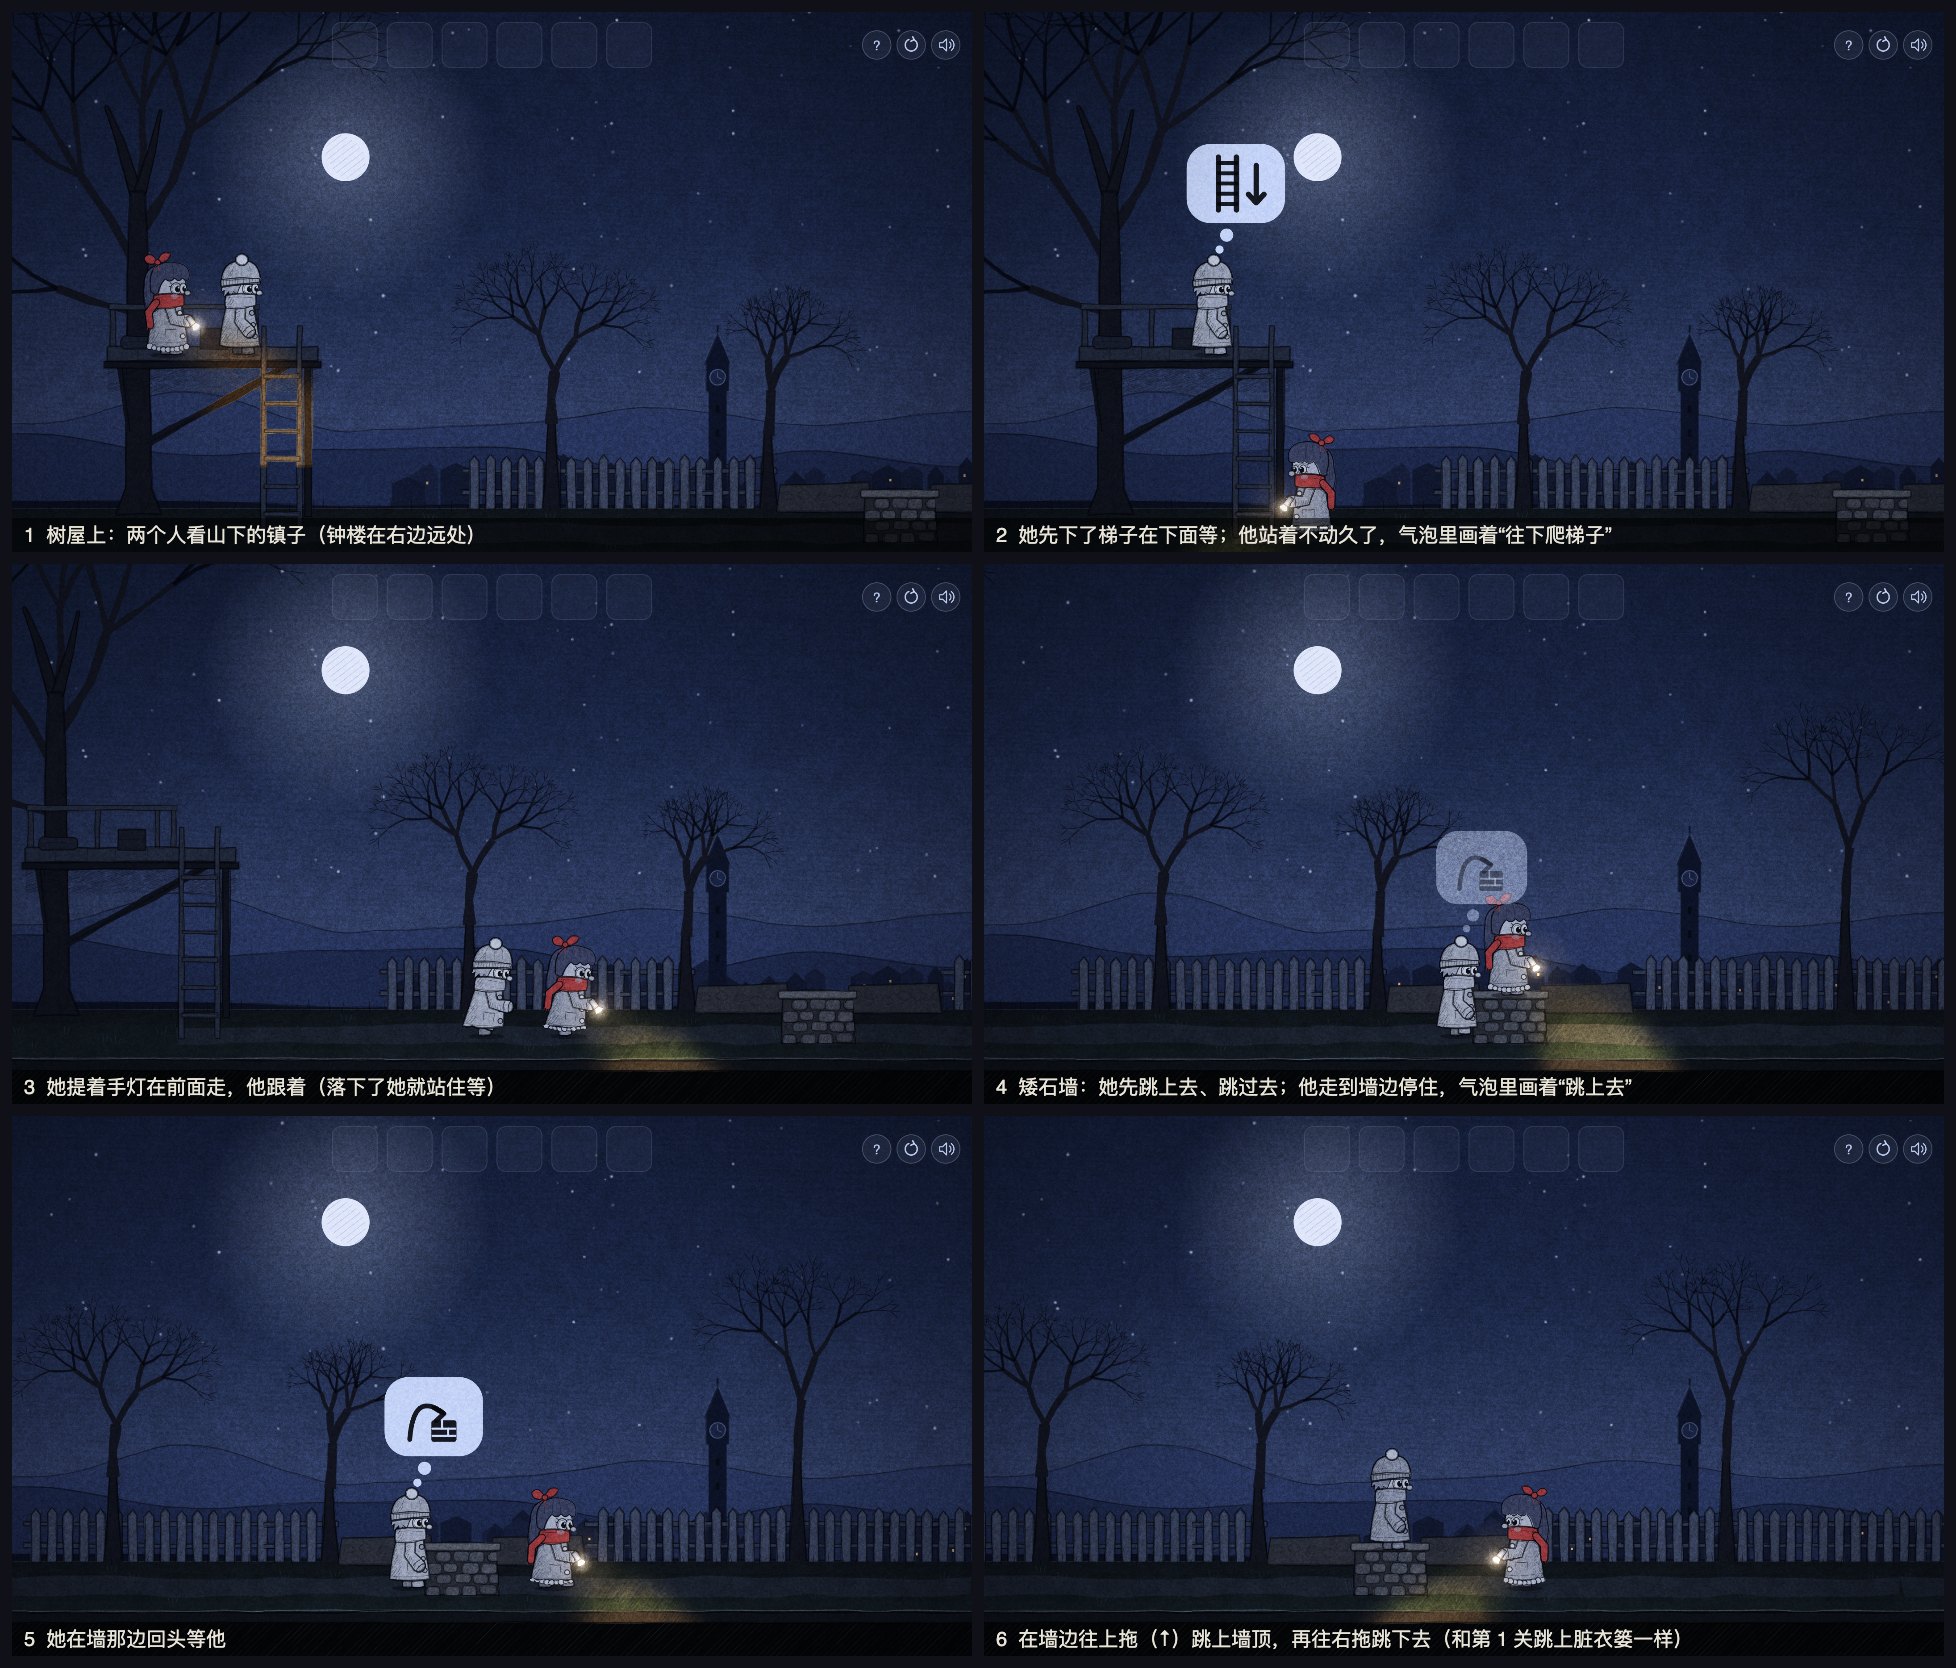 ?
?
1 树屋上：两个人看山下的镇子（钟楼在右边远处）
2 她先下了梯子在下面等；他站着不动久了，气泡里画着“往下爬梯子”
?
?
3 她提着手灯在前面走，他跟着（落下了她就站住等）
4 矮石墙：她先跳上去、跳过去；他走到墙边停住，气泡里画着“跳上去”
?
?
5 她在墙那边回头等他
6 在墙边往上拖（↑）跳上墙顶，再往右拖跳下去（和第 1 关跳上脏衣篓一样）